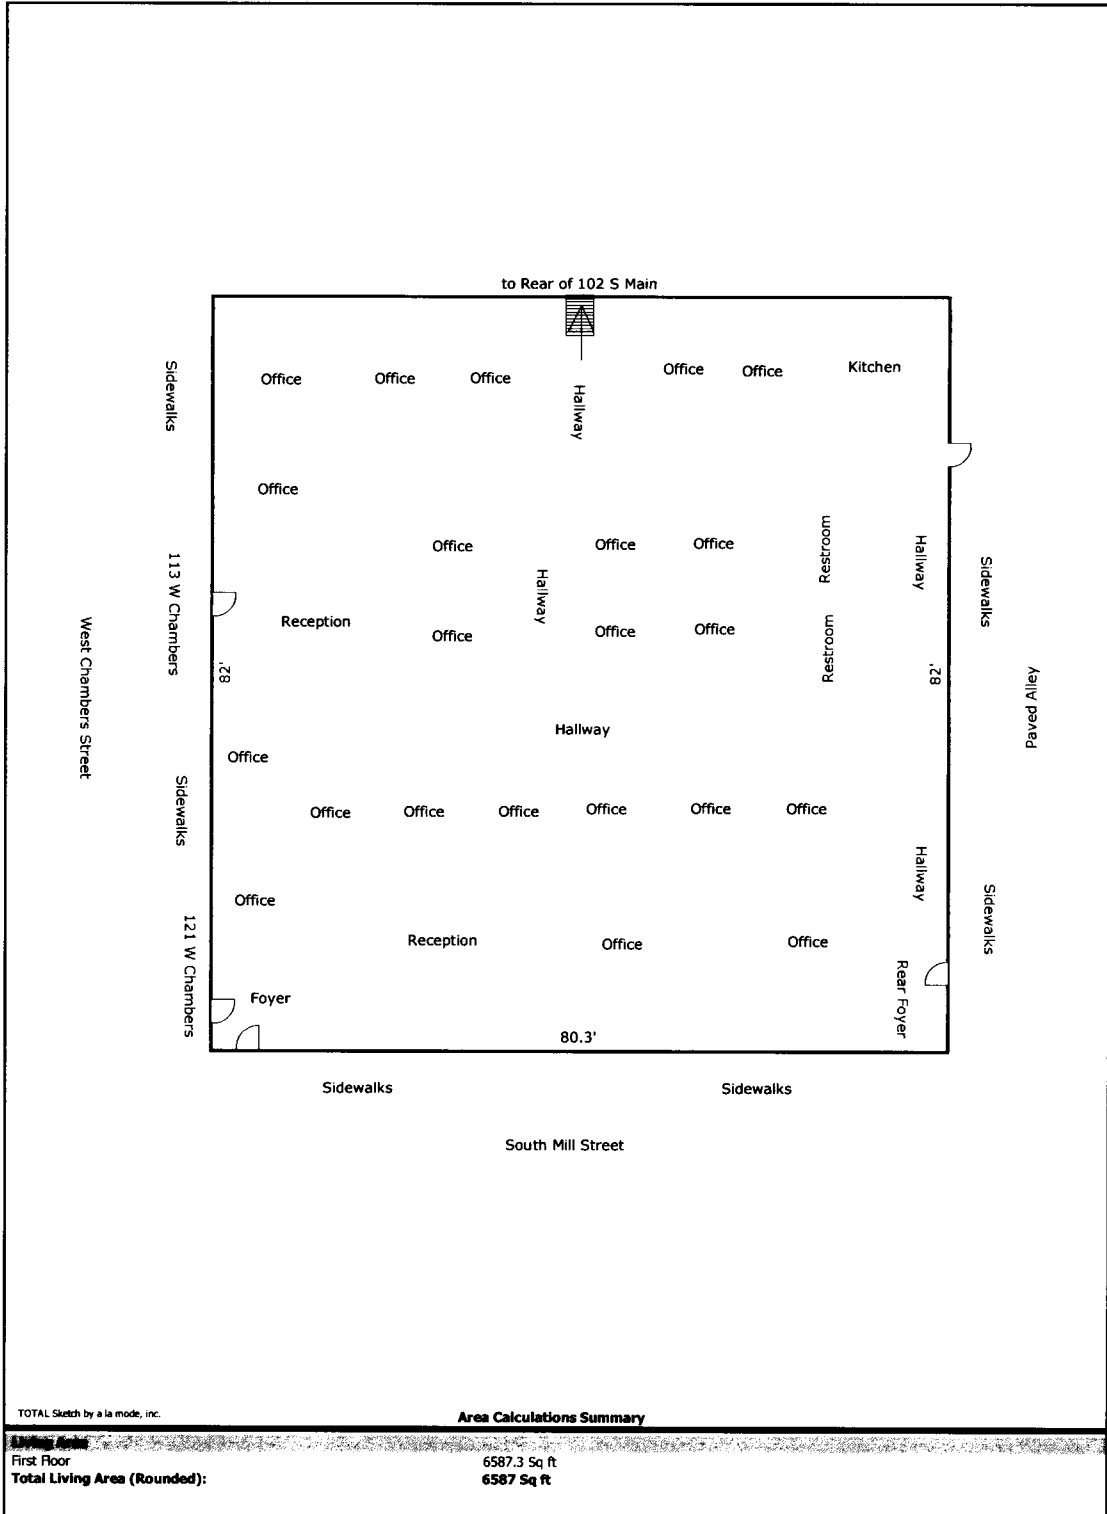 to Rear of 102 S Main
Sidewalks
Office
Office
Office
Hallway
Office
Office
Kitchen
Office
Office
Office
Office
Restroom
Hallway
Sidewalks
113 W Chambers
Hallway
Reception
Office
Office
Office
Restroom
West Chambers Street
82'
82'
Paved Alley
Hallway
Office
Sidewalks
Office
Office
Office
Office
Office
Office
Hallway
Sidewalks
Office
121 W Chambers
Reception
Office
Office
Rear Foyer
Foyer
80.3'
Sidewalks
Sidewalks
South Mill Street
TOTAL Sketch by a la mode, inc.
Area Calculations Summary
Living Area
First Floor 6587.3 Sq ft
Total Living Area (Rounded): 6587 Sq ft